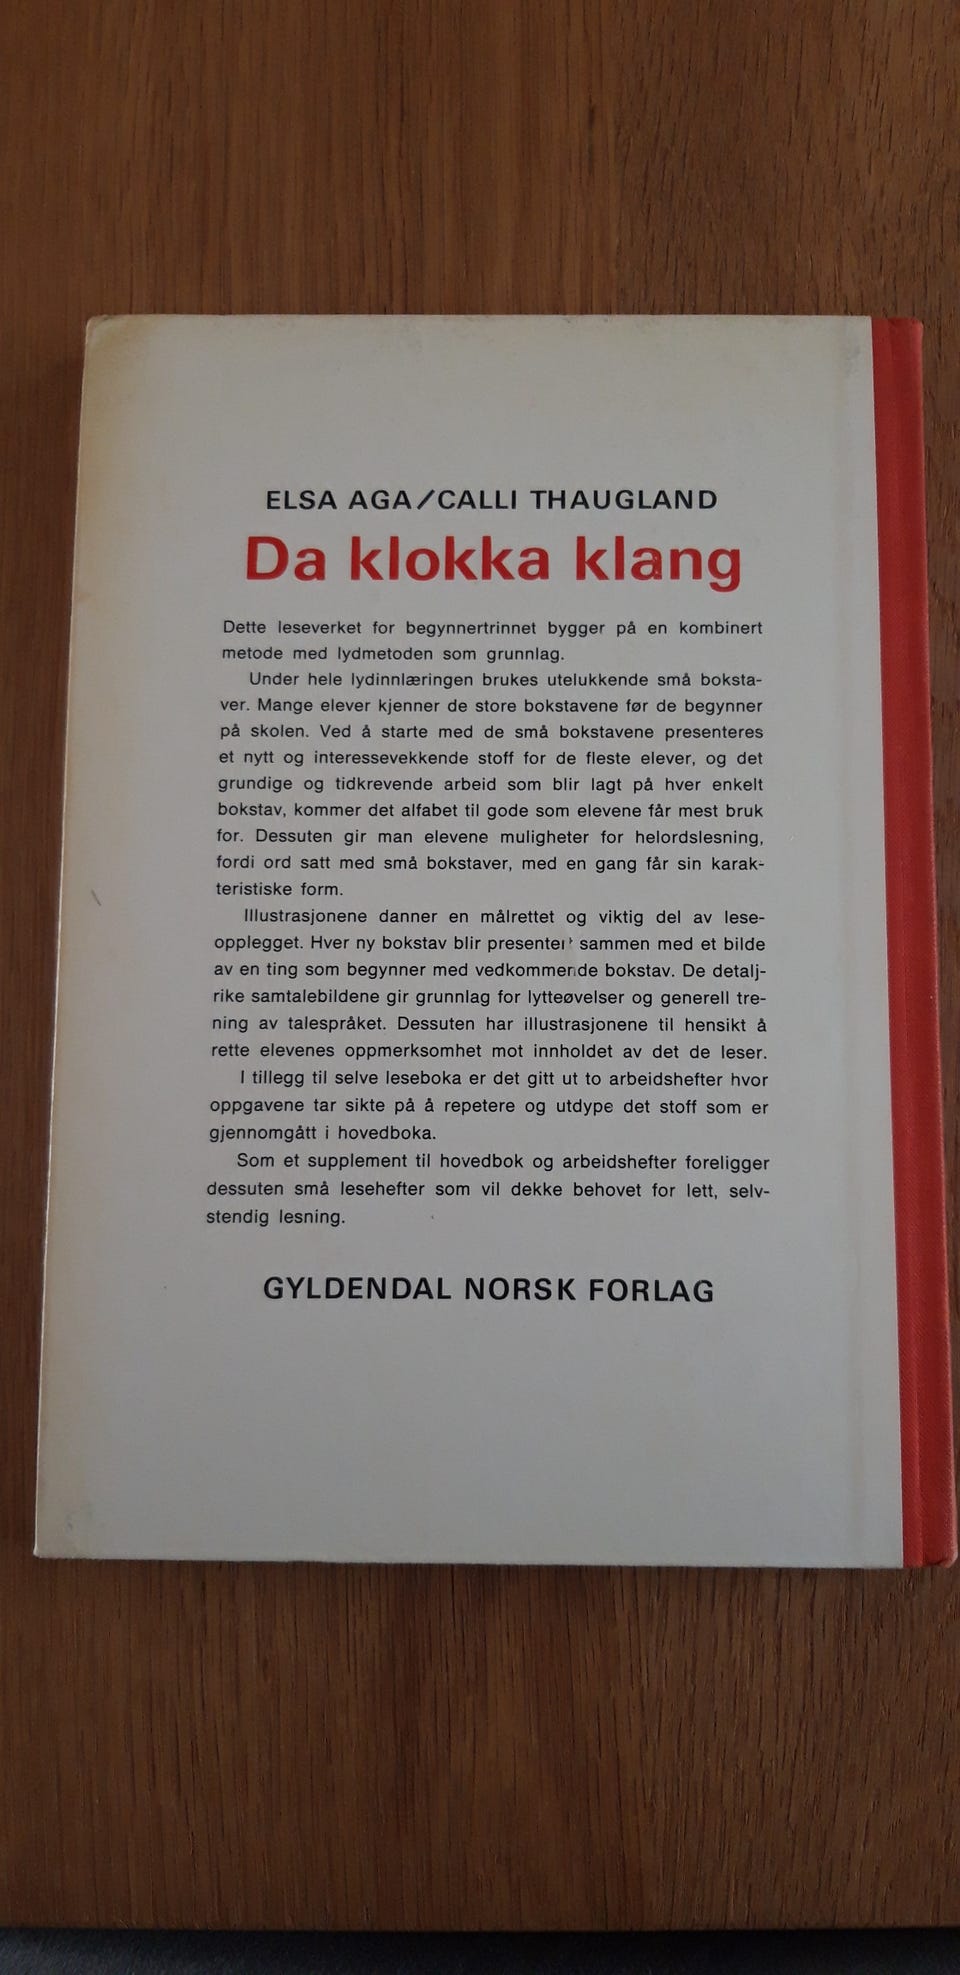 ELSA AGA/CALLI THAUGLAND
Da klokka klang
Dette leseverket for begynnertrinnet bygger på en kombinert
metode med lydmetoden som grunnlag.
Under hele lydinnlæringen brukes utelukkende små boksta-
ver. Mange elever kjenner de store bokstavene før de begynner
på skolen. Ved å starte med de små bokstavene presenteres
et nytt og interessevekkende stoff for de fleste elever, og det
grundige og tidkrevende arbeid som blir lagt på hver enkelt
bokstav, kommer det alfabet til gode som elevene får mest bruk
for. Dessuten gir man elevene muligheter for helordslesning,
fordi ord satt med små bokstaver, med en gang får sin karak-
teristiske form.
Illustrasjonene danner en målrettet og viktig del av lese-
opplegget. Hver ny bokstav blir presentert sammen med et bilde
av en ting som begynner med vedkommende bokstav. De detalj-
rike samtalebildene gir grunnlag for lytteøvelser og generell tre-
ning av talespråket. Dessuten har illustrasjonene til hensikt å
rette elevenes oppmerksomhet mot innholdet av det de leser.
I tillegg til selve leseboka er det gitt ut to arbeidshefter hvor
oppgavene tar sikte på å repetere og utdype det stoff som er
gjennomgått i hovedboka.
Som et supplement til hovedbok og arbeidshefter foreligger
dessuten små lesehefter som vil dekke behovet for lett, selv-
stendig lesning.
GYLDENDAL NORSK FORLAG